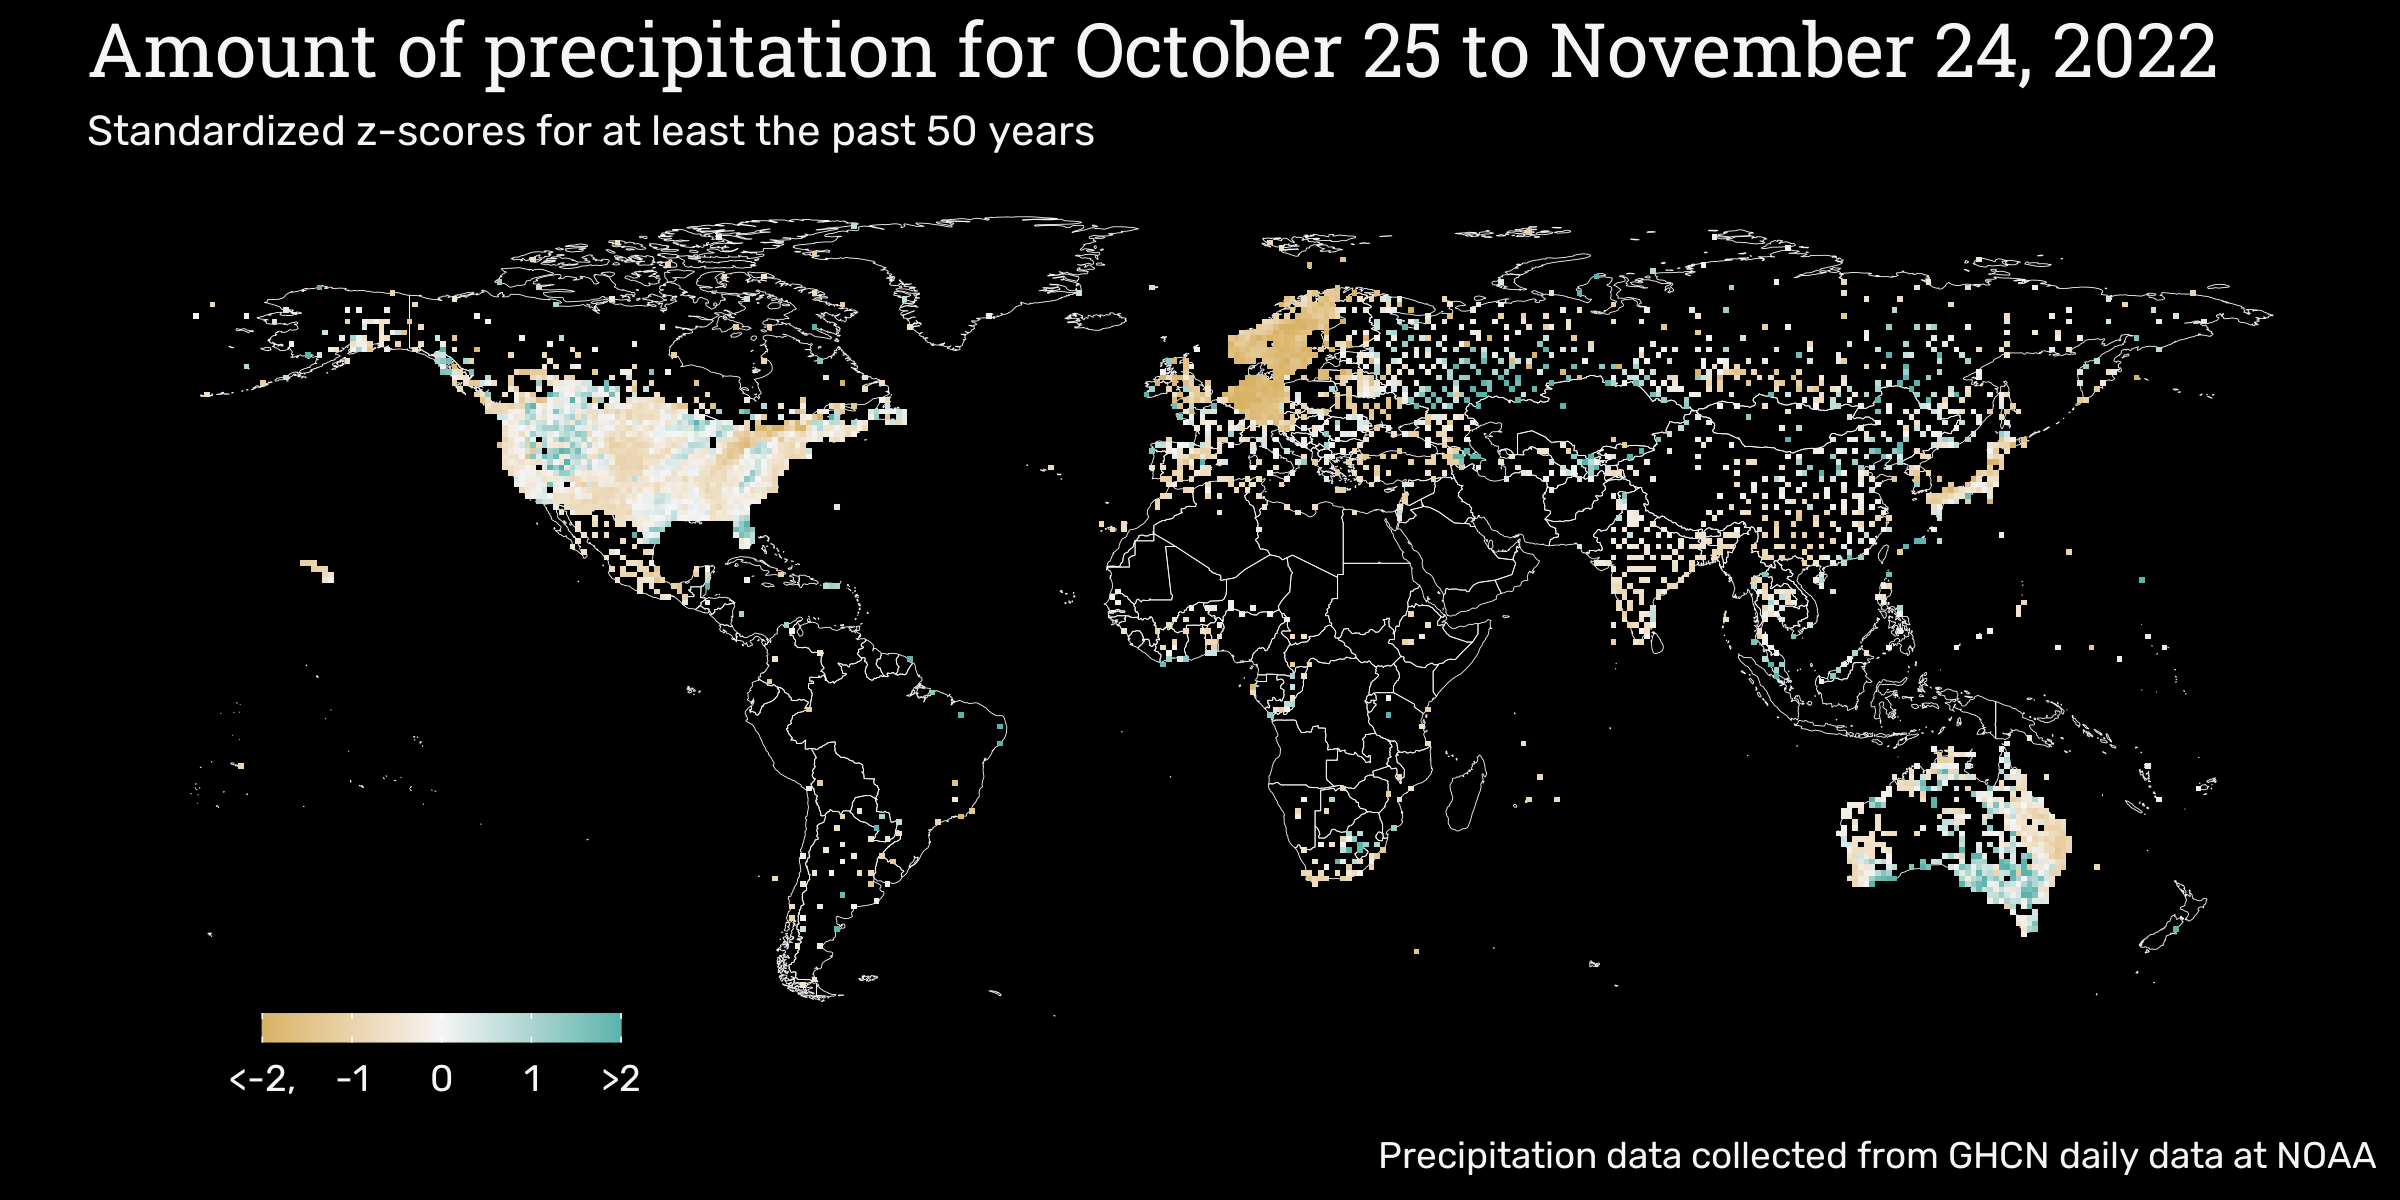 Amount of precipitation for October 25 to November 24, 2022
Standardized z-scores for at least the past 50 years
<-2, -1 0 1 >2
Precipitation data collected from GHCN daily data at NOAA